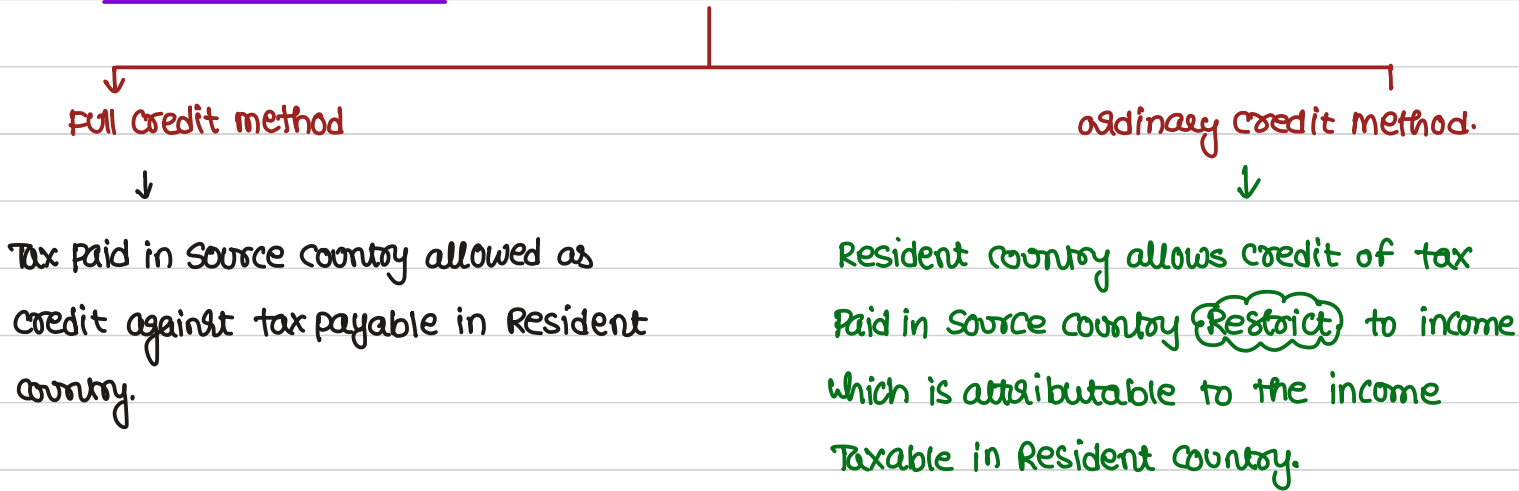 Full credit method
ordinary credit method.
Tax paid in source country allowed as
credit against tax payable in Resident
country.
Resident country allows credit of tax
Paid in source country Restrict to income
which is attributable to the income
Taxable in Resident Country.